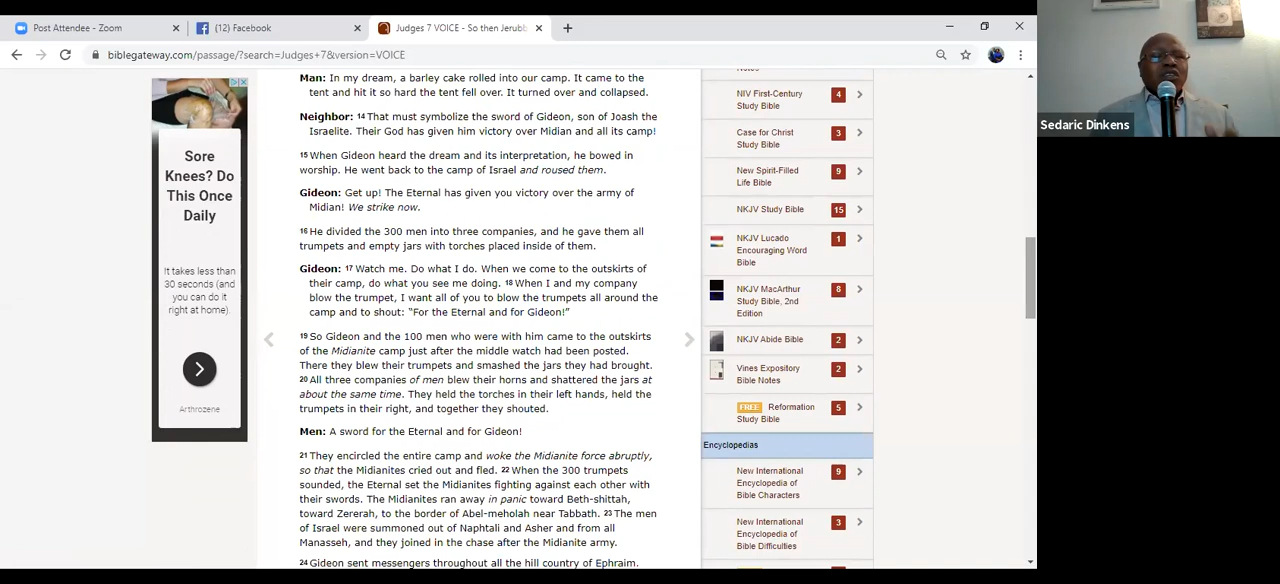 Post Attendee - Zoom
(12) Facebook
Judges 7 VOICE - So then Jerubb
biblegateway.com/passage/?search=Judges+7&version=VOICE
Sedaric Dinkens
Sore
Knees? Do
This Once
Daily
It takes less than
30 seconds (and
you can do it
right at home).
Arthrozene
Man: In my dream, a barley cake rolled into our camp. It came to the
tent and hit it so hard the tent fell over. It turned over and collapsed.
Neighbor: 14 That must symbolize the sword of Gideon, son of Joash the
Israelite. Their God has given him victory over Midian and all its camp!
15 When Gideon heard the dream and its interpretation, he bowed in
worship. He went back to the camp of Israel and roused them.
Gideon: Get up! The Eternal has given you victory over the army of
Midian! We strike now.
16 He divided the 300 men into three companies, and he gave them all
trumpets and empty jars with torches placed inside of them.
Gideon: 17 Watch me. Do what I do. When we come to the outskirts of
their camp, do what you see me doing. 18 When I and my company
blow the trumpet, I want all of you to blow the trumpets all around the
camp and to shout: “For the Eternal and for Gideon!”
19 So Gideon and the 100 men who were with him came to the outskirts
of the Midianite camp just after the middle watch had been posted.
There they blew their trumpets and smashed the jars they had brought.
20 All three companies of men blew their horns and shattered the jars at
about the same time. They held the torches in their left hands, held the
trumpets in their right, and together they shouted.
Men: A sword for the Eternal and for Gideon!
21 They encircled the entire camp and woke the Midianite force abruptly,
so that the Midianites cried out and fled. 22 When the 300 trumpets
sounded, the Eternal set the Midianites fighting against each other with
their swords. The Midianites ran away in panic toward Beth-shittah,
toward Zererah, to the border of Abel-meholah near Tabbath. 23 The men
of Israel were summoned out of Naphtali and Asher and from all
Manasseh, and they joined in the chase after the Midianite army.
24 Gideon sent messengers throughout all the hill country of Ephraim.
Notes
NIV First-Century
Study Bible
4
Case for Christ
Study Bible
3
New Spirit-Filled
Life Bible
9
NKJV Study Bible
15
NKJV Lucado
Encouraging Word
Bible
1
NKJV MacArthur
Study Bible, 2nd
Edition
8
NKJV Abide Bible
2
Vines Expository
Bible Notes
2
FREE Reformation
Study Bible
5
Encyclopedias
New International
Encyclopedia of
Bible Characters
9
New International
Encyclopedia of
Bible Difficulties
3